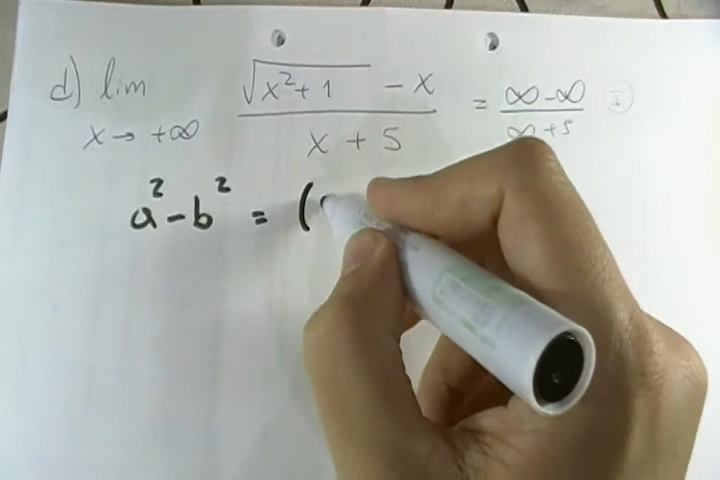 d) lim √x²+1 - x / x + 5 = ∞ - ∞ / ∞ + 5
x → +∞
a² - b² = (